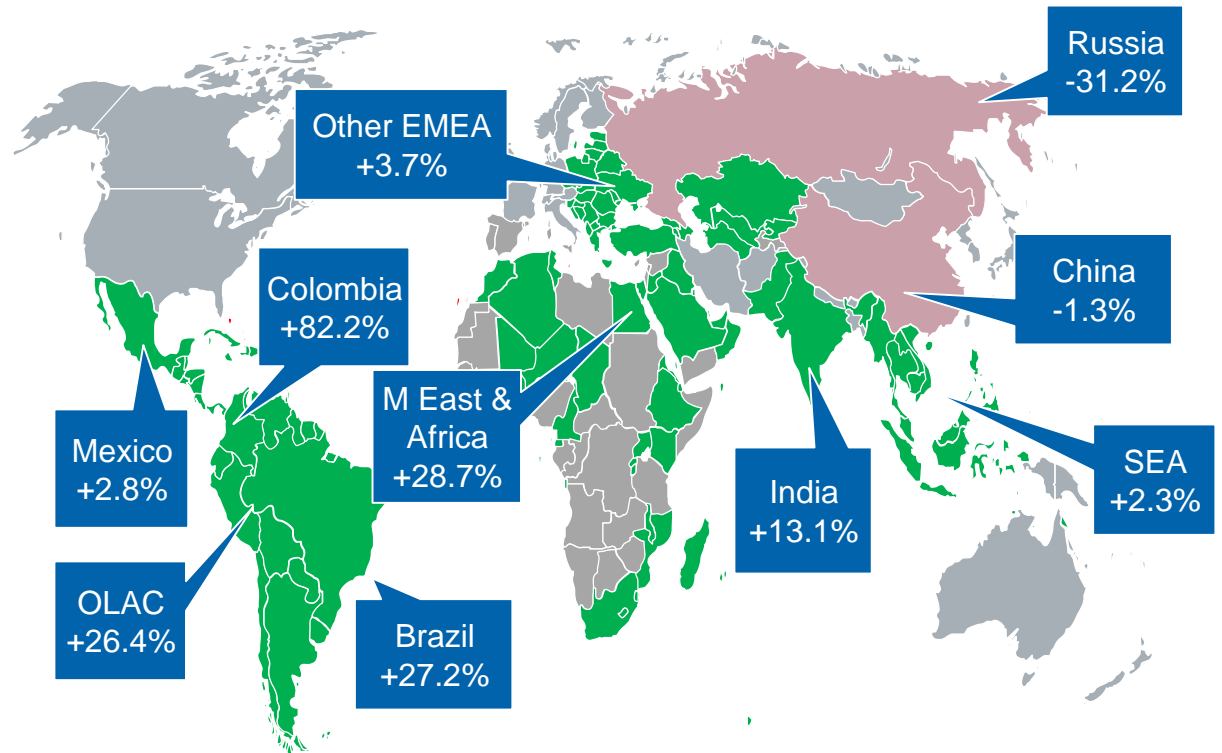 Russia
-31.2%
Other EMEA
+3.7%
China
-1.3%
Colombia
+82.2%
M East &
Africa
+28.7%
Mexico
+2.8%
SEA
+2.3%
India
+13.1%
OLAC
+26.4%
Brazil
+27.2%